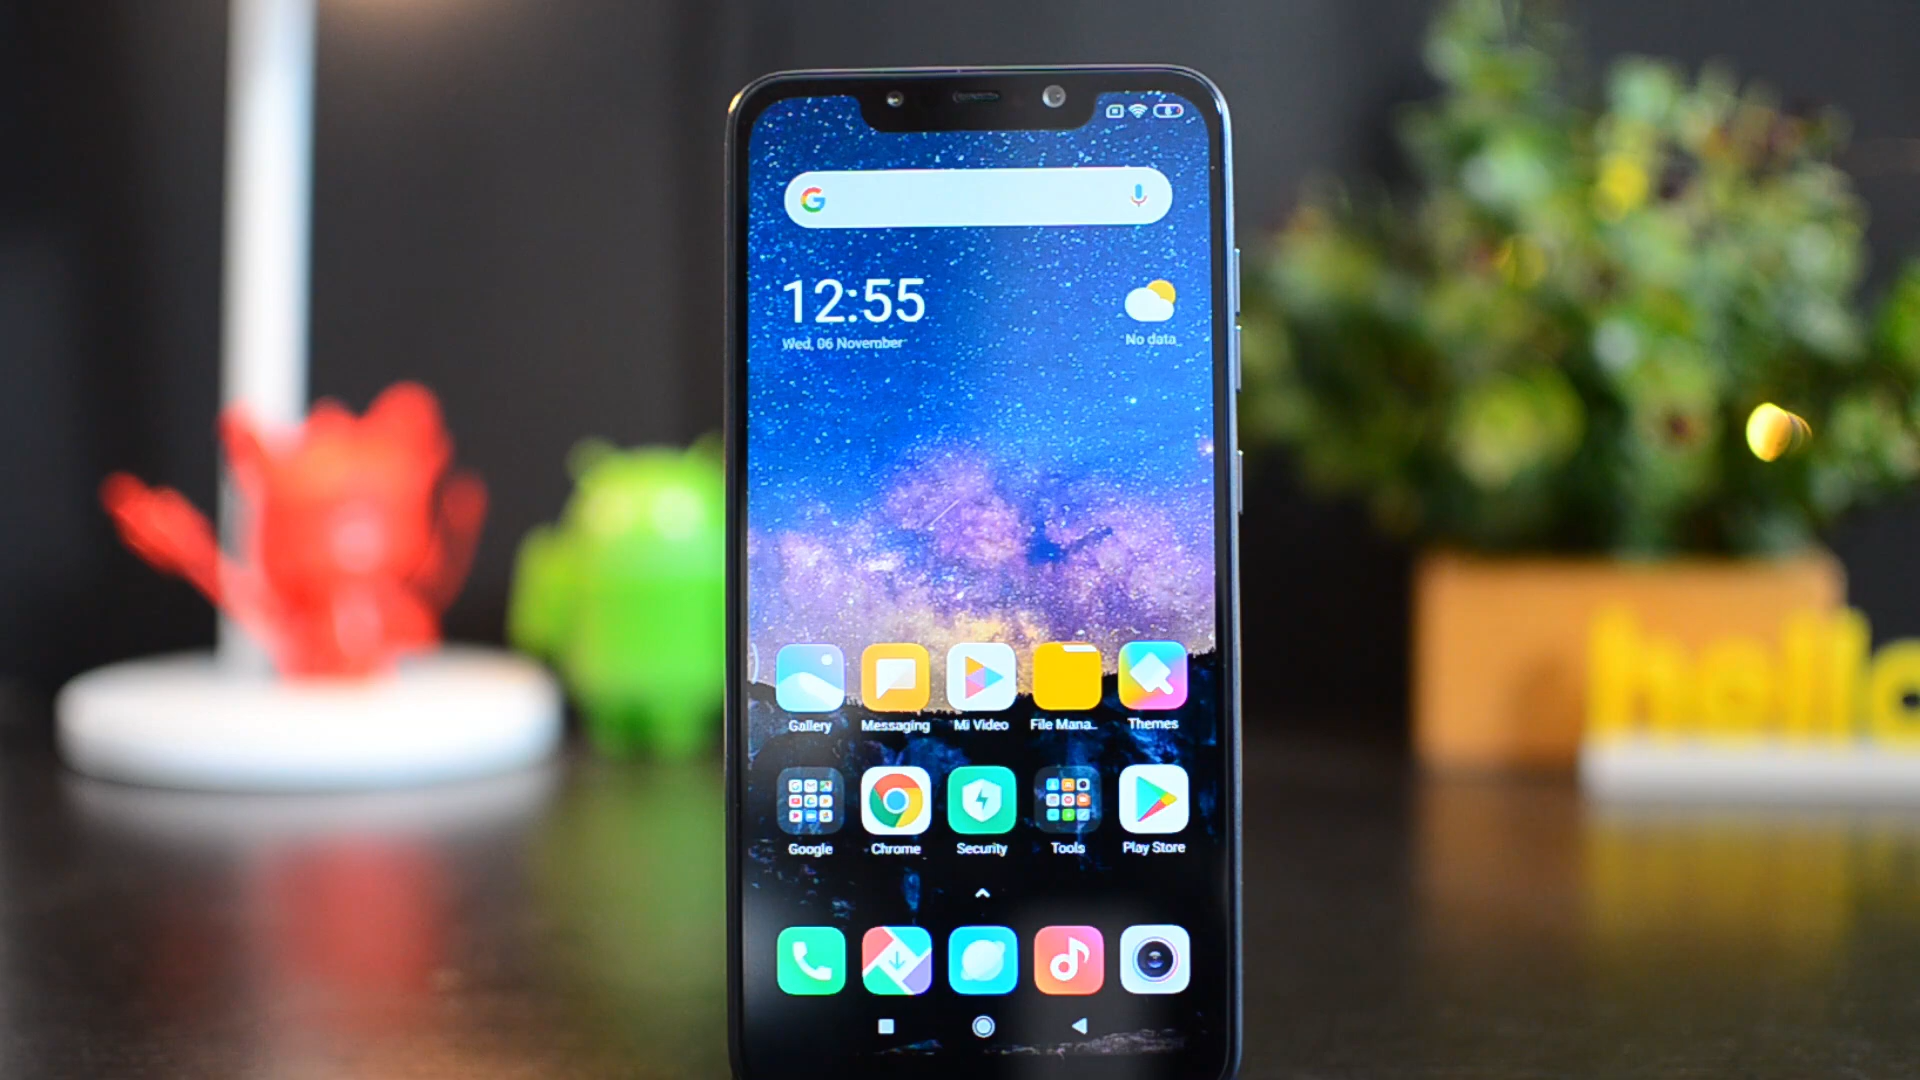 12:55
Wed, 06 November
No data
Gallery
Messaging
Mi Video
File Mana..
Themes
Google
Chrome
Security
Tools
Play Store
hello